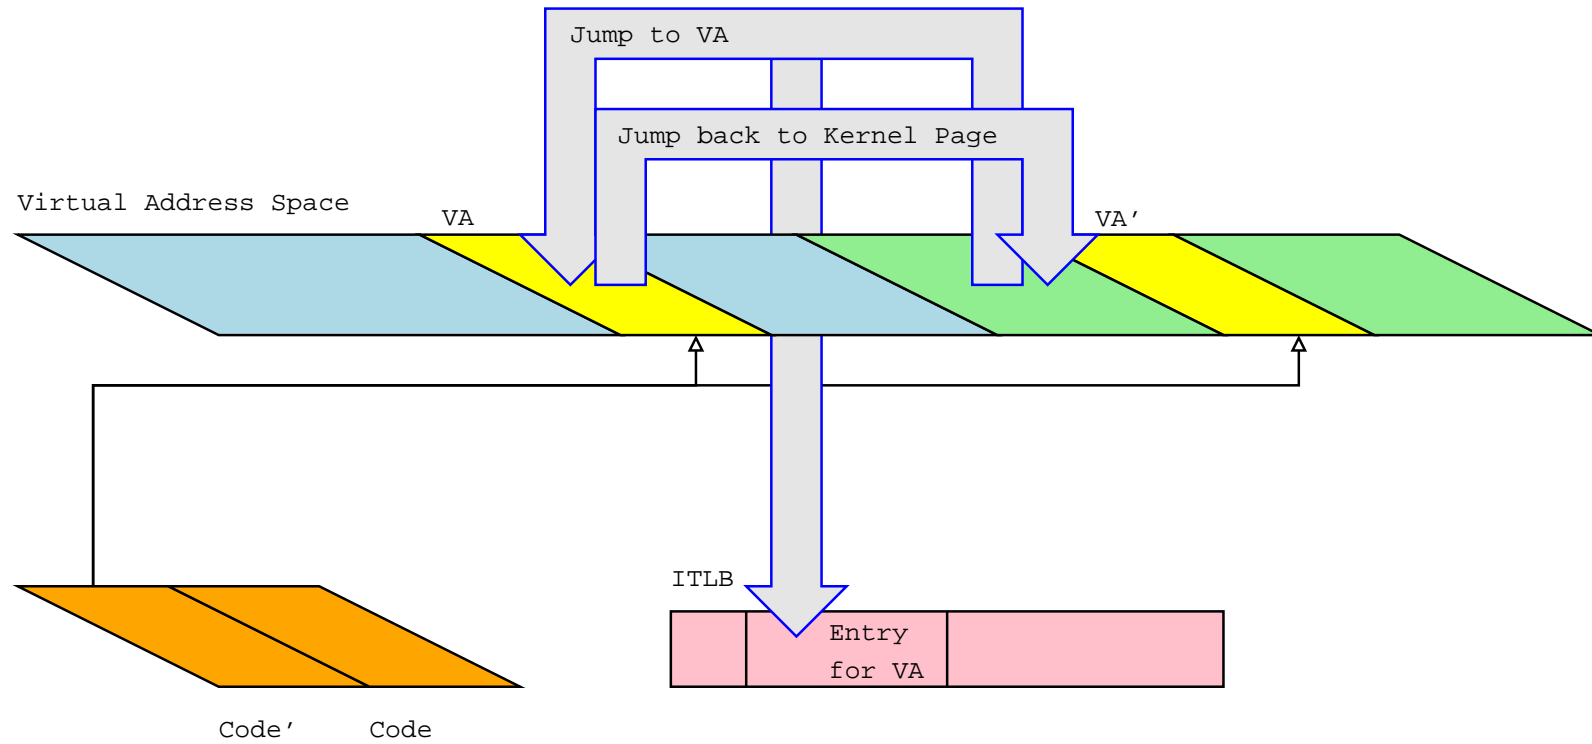 Jump to VA
Jump back to Kernel Page
Virtual Address Space
VA
VA′
ITLB
Entry
for VA
Code′
Code